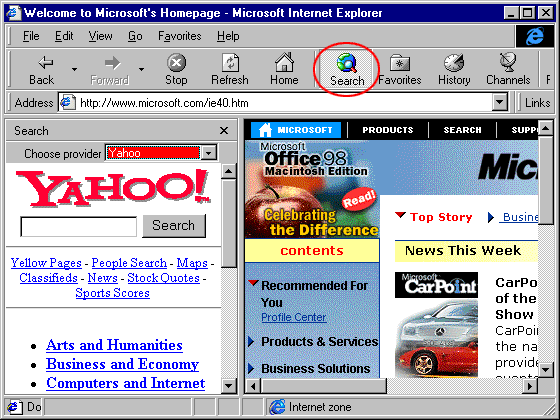 Welcome to Microsoft's Homepage - Microsoft Internet Explorer
File Edit View Go Favorites Help
Back Forward Stop Refresh Home Search Favorites History Channels F
Address http://www.microsoft.com/ie40.htm Links
Search
Choose provider Yahoo
YAHOO!
Search
Yellow Pages - People Search - Maps -
Classifieds - News - Stock Quotes -
Sports Scores
Arts and Humanities
Business and Economy
Computers and Internet
MICROSOFT PRODUCTS SEARCH SUPP
Microsoft
Office 98
Macintosh Edition
Read!
Celebrating
the Difference
Mic
contents
Recommended For
You
Profile Center
Products & Services
Business Solutions
Top Story Busine
News This Week
Microsoft
CarPoint
CarPo
of the
Show
CarPoin
the na
provide
Do
Internet zone